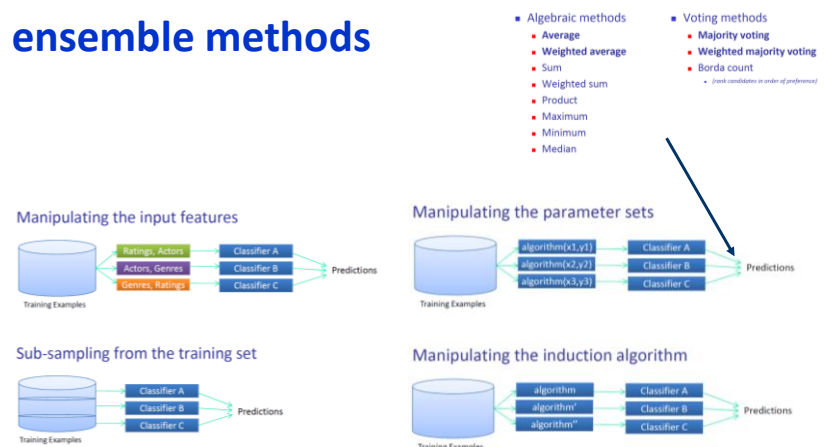 ensemble methods
Algebraic methods
Average
Weighted average
Sum
Weighted sum
Product
Maximum
Minimum
Median
Voting methods
Majority voting
Weighted majority voting
Borda count
(rank candidates in order of preference)
Manipulating the input features
Ratings, Actors
Classifier A
Actors, Genres
Classifier B
Genres, Ratings
Classifier C
Predictions
Training Examples
Manipulating the parameter sets
algorithm(x1,y1)
Classifier A
algorithm(x2,y2)
Classifier B
algorithm(x3,y3)
Classifier C
Predictions
Training Examples
Sub-sampling from the training set
Classifier A
Classifier B
Classifier C
Predictions
Training Examples
Manipulating the induction algorithm
algorithm
Classifier A
algorithm'
Classifier B
algorithm''
Classifier C
Predictions
Training Examples